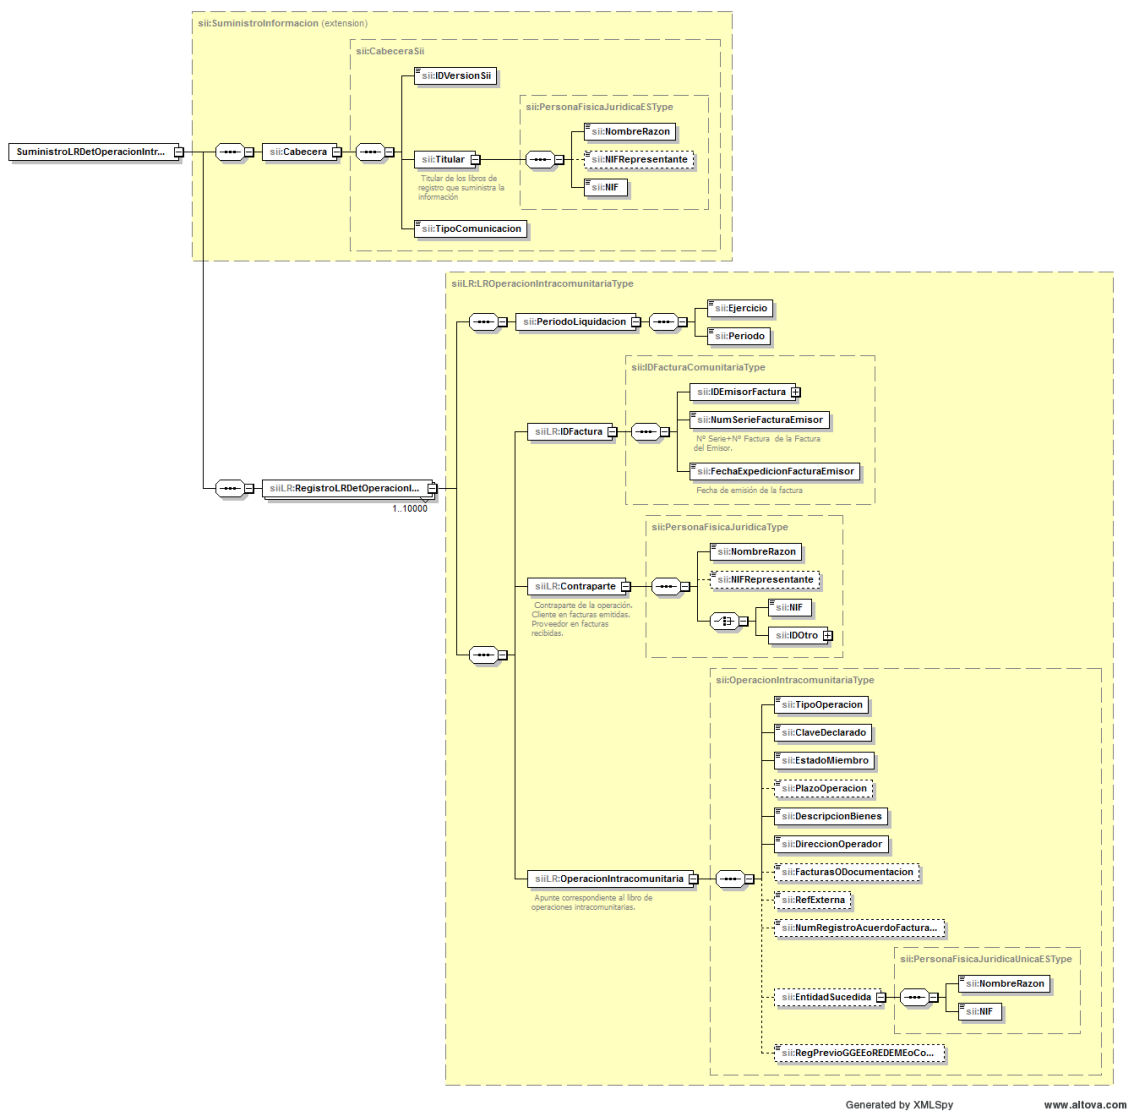 sii:SuministroInformacion (extension)
sii:CabeceraSii
sii:IDVersionSii
sii:PersonaFisicaJuridicaESType
sii:NombreRazon
SuministroLRDetOperacionIntr...
sii:Cabecera
sii:Titular
sii:NIFRepresentante
Titular de los libros de
registro que suministra la
información
sii:NIF
sii:TipoComunicacion
siiLR:LROperacionIntracomunitariaType
sii:PeriodoLiquidacion
sii:Ejercicio
sii:Periodo
sii:IDFacturaComunitariaType
sii:IDEmisorFactura
siiLR:IDFactura
sii:NumSerieFacturaEmisor
Nº Serie+Nº Factura de la Factura
del Emisor.
sii:FechaExpedicionFacturaEmisor
Fecha de emisión de la factura
siiLR:RegistroLRDetOperacionI...
1..10000
sii:PersonaFisicaJuridicaType
sii:NombreRazon
siiLR:Contraparte
sii:NIFRepresentante
Contraparte de la operación.
Cliente en facturas emitidas.
Proveedor en facturas
recibidas.
sii:NIF
sii:IDOtro
sii:OperacionIntracomunitariaType
sii:TipoOperacion
sii:ClaveDeclarado
sii:EstadoMiembro
sii:PlazoOperacion
sii:DescripcionBienes
sii:DireccionOperador
siiLR:OperacionIntracomunitaria
Apunte correspondiente al libro de
operaciones intracomunitarias.
sii:FacturasODocumentacion
sii:RefExterna
sii:NumRegistroAcuerdoFactura...
sii:PersonaFisicaJuridicaUnicaESType
sii:EntidadSucedida
sii:NombreRazon
sii:NIF
sii:RegPrevioGGEEoREDEMEoCo...
Generated by XMLSpy
www.altova.com